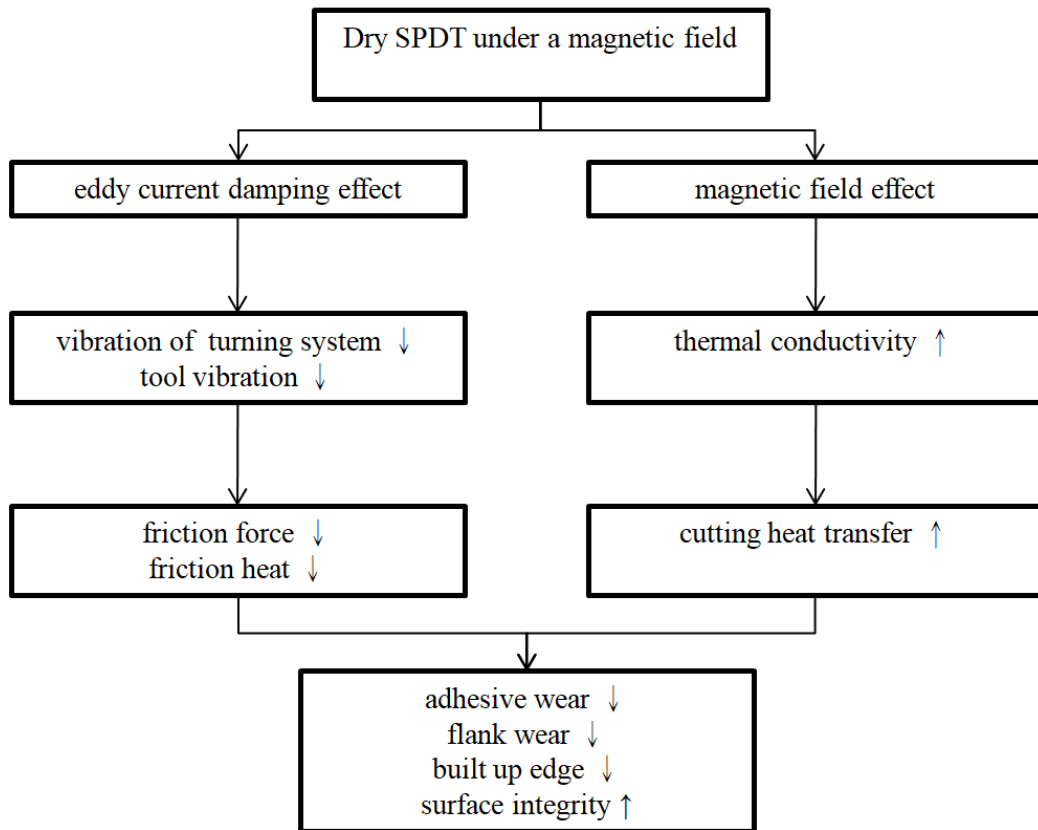 Dry SPDT under a magnetic field
eddy current damping effect
magnetic field effect
vibration of turning system ↓
tool vibration ↓
thermal conductivity ↑
friction force ↓
friction heat ↓
cutting heat transfer ↑
adhesive wear ↓
flank wear ↓
built up edge ↓
surface integrity ↑